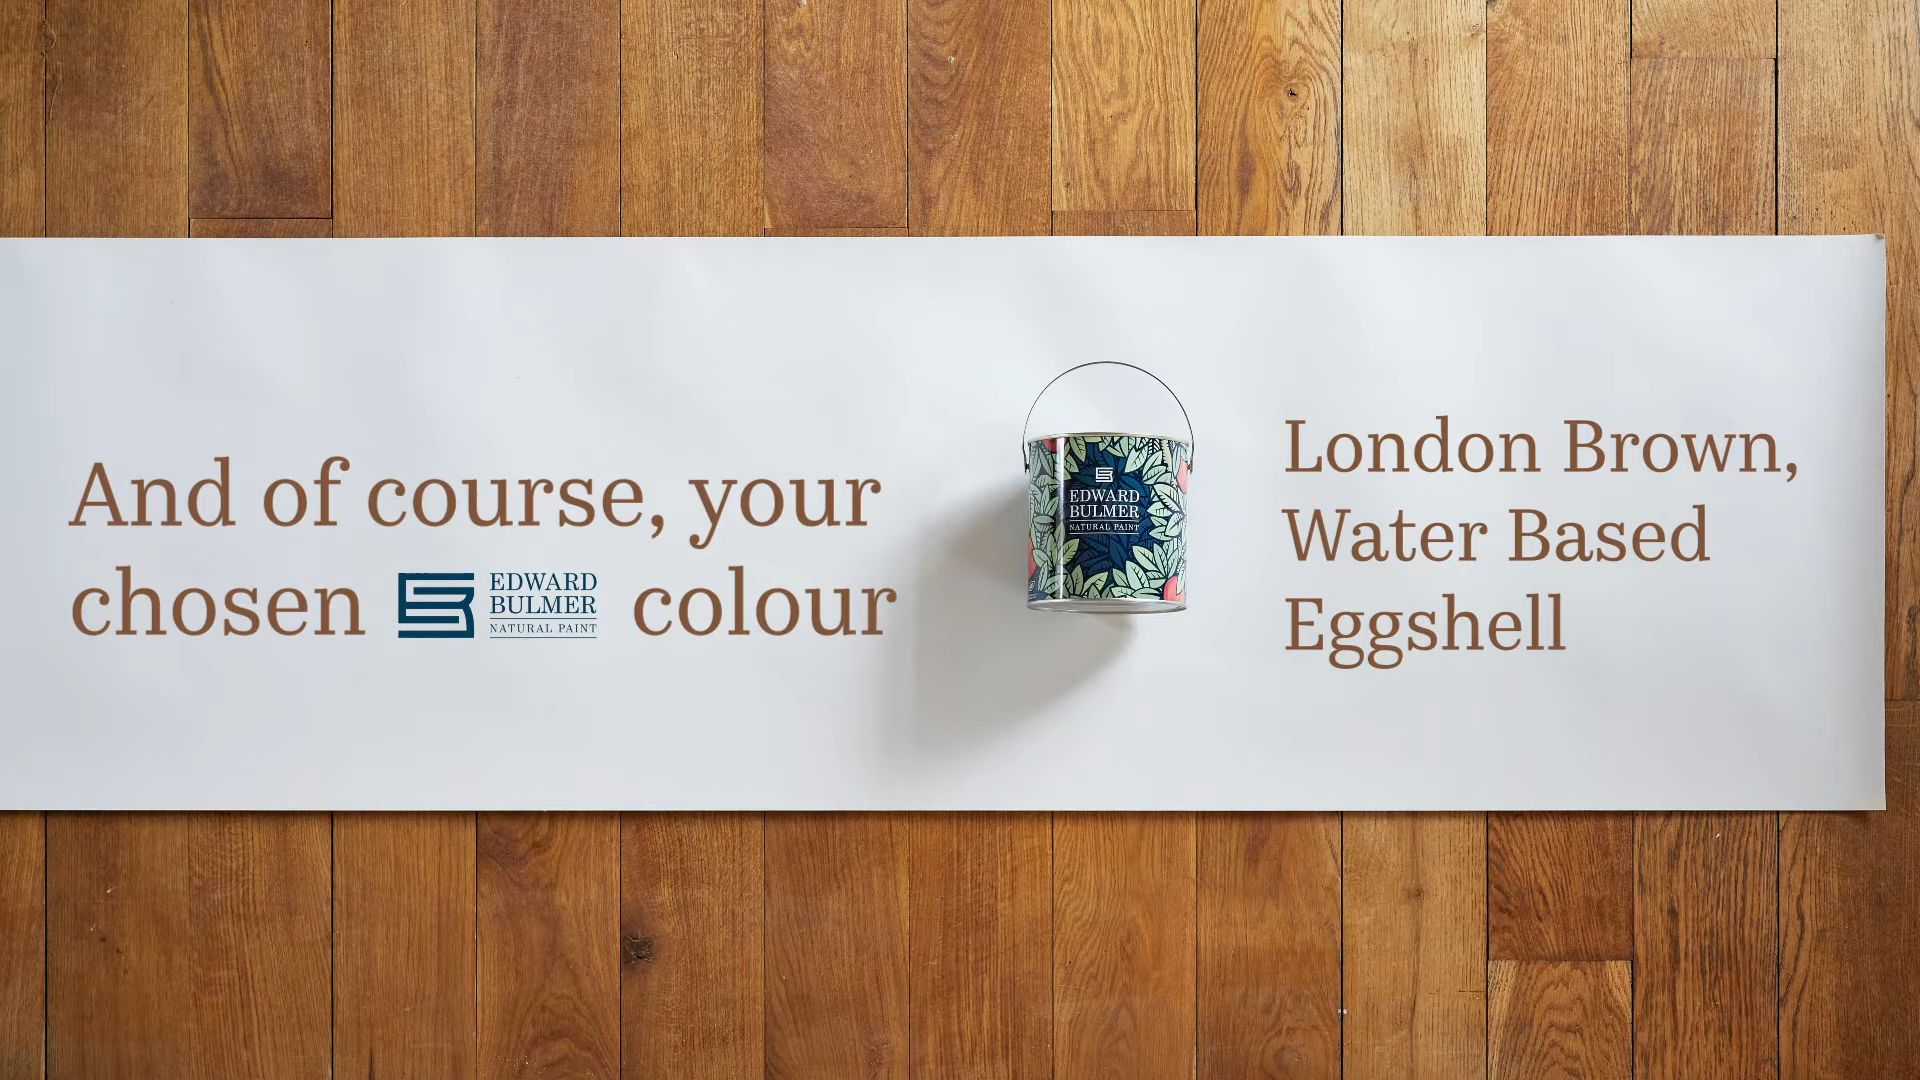 And of course, your
chosen EDWARD BULMER NATURAL PAINT colour
EDWARD
BULMER
NATURAL PAINT
London Brown,
Water Based
Eggshell